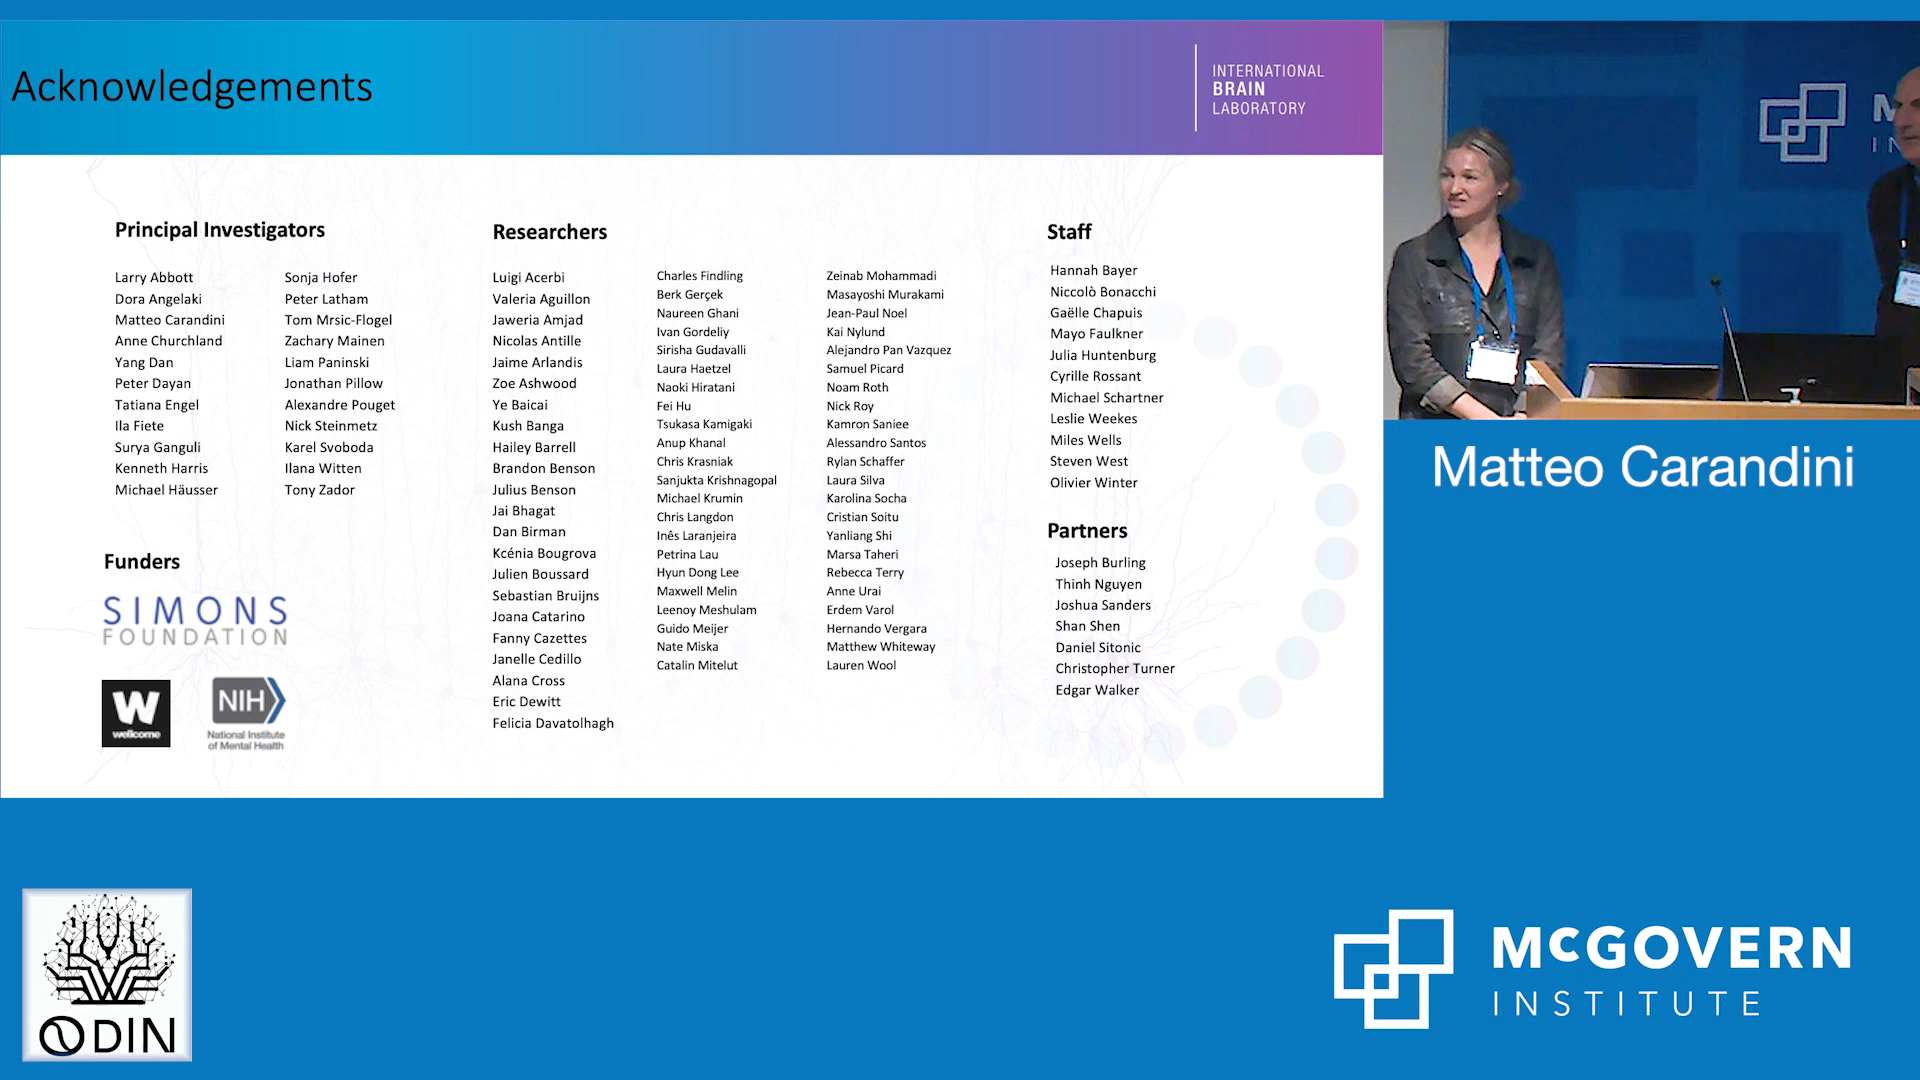 Acknowledgements
INTERNATIONAL
BRAIN
LABORATORY
Principal Investigators
Larry Abbott
Dora Angelaki
Matteo Carandini
Anne Churchland
Yang Dan
Peter Dayan
Tatiana Engel
Ila Fiete
Surya Ganguli
Kenneth Harris
Michael Häusser
Sonja Hofer
Peter Latham
Tom Mrsic-Flogel
Zachary Mainen
Liam Paninski
Jonathan Pillow
Alexandre Pouget
Nick Steinmetz
Karel Svoboda
Ilana Witten
Tony Zador
Funders
SIMONS
FOUNDATION
W
wellcome
NIH
National Institute
of Mental Health
Researchers
Luigi Acerbi
Valeria Aguillon
Jaweria Amjad
Nicolas Antille
Jaime Arlandis
Zoe Ashwood
Ye Baicai
Kush Banga
Hailey Barrell
Brandon Benson
Julius Benson
Jai Bhagat
Dan Birman
Kcénia Bougrova
Julien Boussard
Sebastian Bruijns
Joana Catarino
Fanny Cazettes
Janelle Cedillo
Alana Cross
Eric Dewitt
Felicia Davatolhagh
Charles Findling
Berk Gerçek
Naureen Ghani
Ivan Gordeliy
Sirisha Gudavalli
Laura Haetzel
Naoki Hiratani
Fei Hu
Tsukasa Kamigaki
Anup Khanal
Chris Krasniak
Sanjukta Krishnagopal
Michael Krumin
Chris Langdon
Inês Laranjeira
Petrina Lau
Hyun Dong Lee
Maxwell Melin
Leenoy Meshulam
Guido Meijer
Nate Miska
Catalin Mitelut
Zeinab Mohammadi
Masayoshi Murakami
Jean-Paul Noel
Kai Nylund
Alejandro Pan Vazquez
Samuel Picard
Noam Roth
Nick Roy
Kamron Saniee
Alessandro Santos
Rylan Schaffer
Laura Silva
Karolina Socha
Cristian Soitu
Yanliang Shi
Marsa Taheri
Rebecca Terry
Anne Urai
Erdem Varol
Hernando Vergara
Matthew Whiteway
Lauren Wool
Staff
Hannah Bayer
Niccolò Bonacchi
Gaëlle Chapuis
Mayo Faulkner
Julia Huntenburg
Cyrille Rossant
Michael Schartner
Leslie Weekes
Miles Wells
Steven West
Olivier Winter
Partners
Joseph Burling
Thinh Nguyen
Joshua Sanders
Shan Shen
Daniel Sitonic
Christopher Turner
Edgar Walker
Matteo Carandini
ODIN
McGOVERN
INSTITUTE